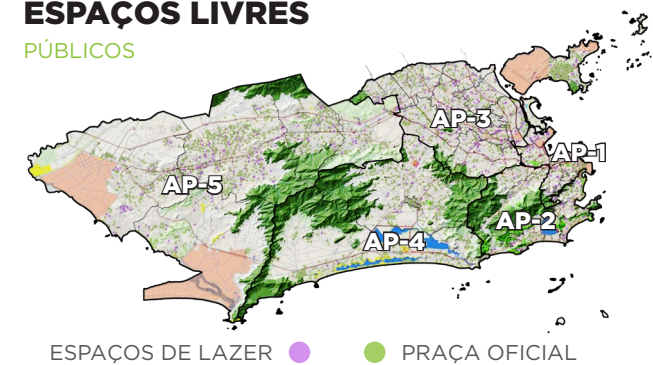 ESPAÇOS LIVRES
PÚBLICOS
AP-3
AP-1
AP-5
AP-2
AP-4
ESPAÇOS DE LAZER
PRAÇA OFICIAL